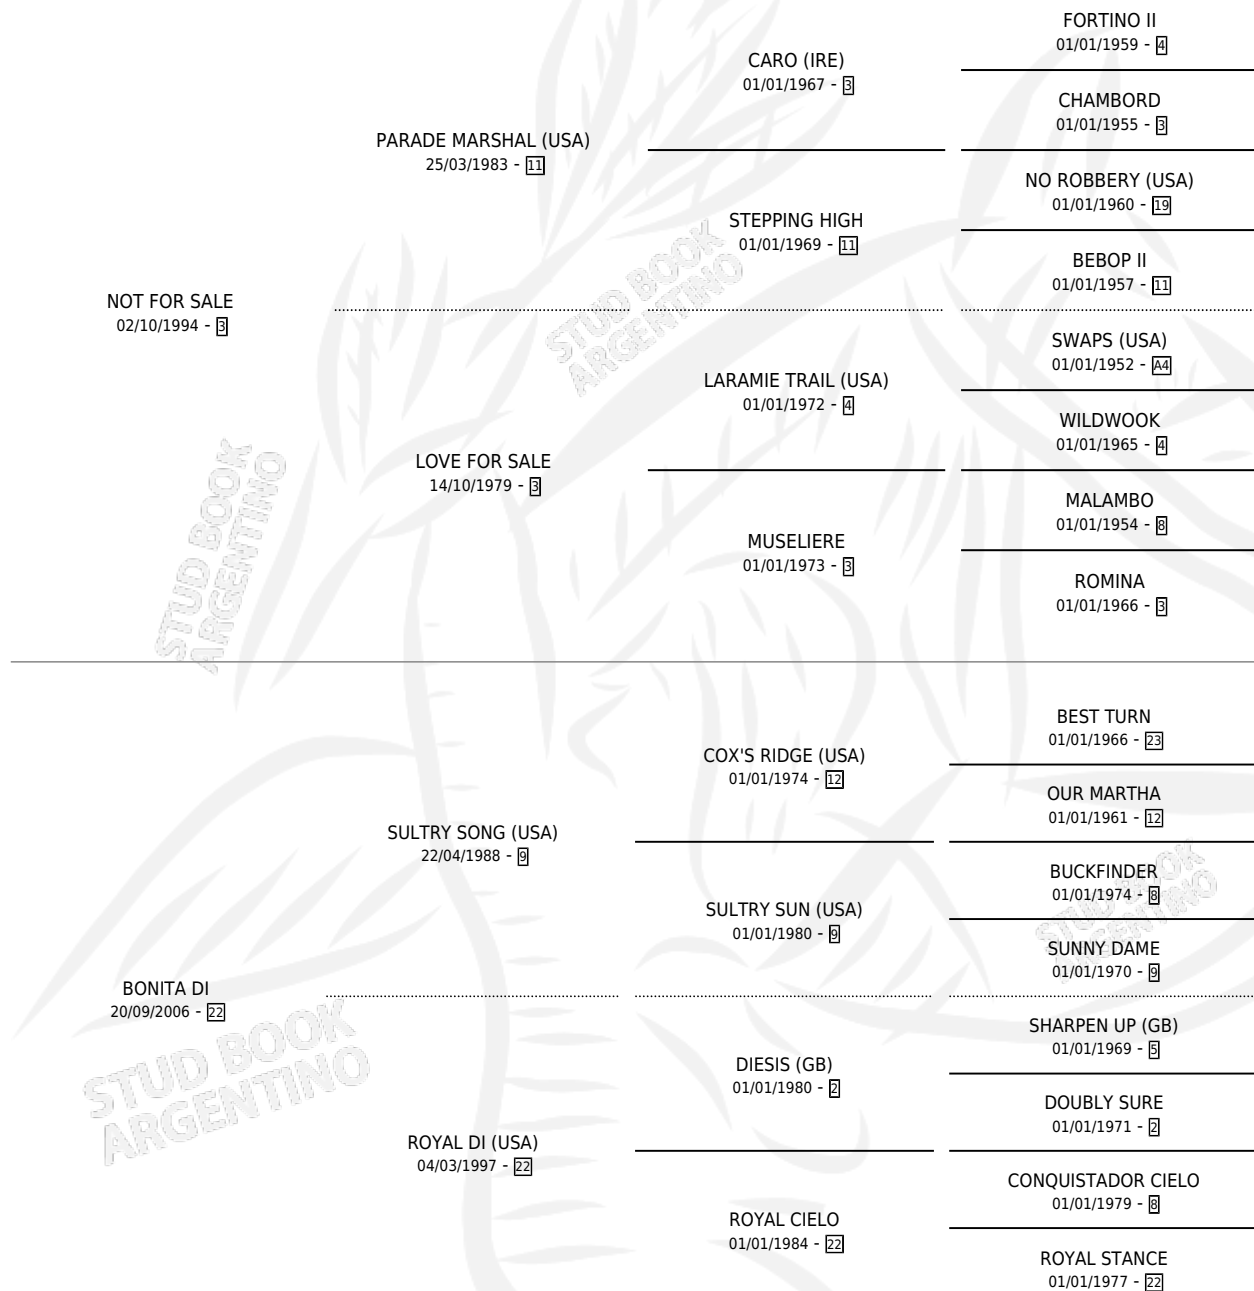 FORTINO II
01/01/1959 - 4
CARO (IRE)
01/01/1967 - 3
CHAMBORD
01/01/1955 - 3
PARADE MARSHAL (USA)
25/03/1983 - 11
NO ROBBERY (USA)
01/01/1960 - 19
STEPPING HIGH
01/01/1969 - 11
BEBOP II
01/01/1957 - 11
NOT FOR SALE
02/10/1994 - 3
SWAPS (USA)
01/01/1952 - A4
LARAMIE TRAIL (USA)
01/01/1972 - 4
WILDWOOK
01/01/1965 - 4
LOVE FOR SALE
14/10/1979 - 3
MALAMBO
01/01/1954 - 8
MUSELIERE
01/01/1973 - 3
ROMINA
01/01/1966 - 3
STUD BOOK
ARGENTINO
STUD BOOK
ARGENTINO
BEST TURN
01/01/1966 - 23
COX'S RIDGE (USA)
01/01/1974 - 12
OUR MARTHA
01/01/1961 - 12
SULTRY SONG (USA)
22/04/1988 - 9
BUCKFINDER
01/01/1974 - 8
SULTRY SUN (USA)
01/01/1980 - 9
SUNNY DAME
01/01/1970 - 9
BONITA DI
20/09/2006 - 22
SHARPEN UP (GB)
01/01/1969 - 5
DIESIS (GB)
01/01/1980 - 2
DOUBLY SURE
01/01/1971 - 2
ROYAL DI (USA)
04/03/1997 - 22
CONQUISTADOR CIELO
01/01/1979 - 8
ROYAL CIELO
01/01/1984 - 22
ROYAL STANCE
01/01/1977 - 22
STUD BOOK
ARGENTINO
STUD BOOK
ARGENTINO